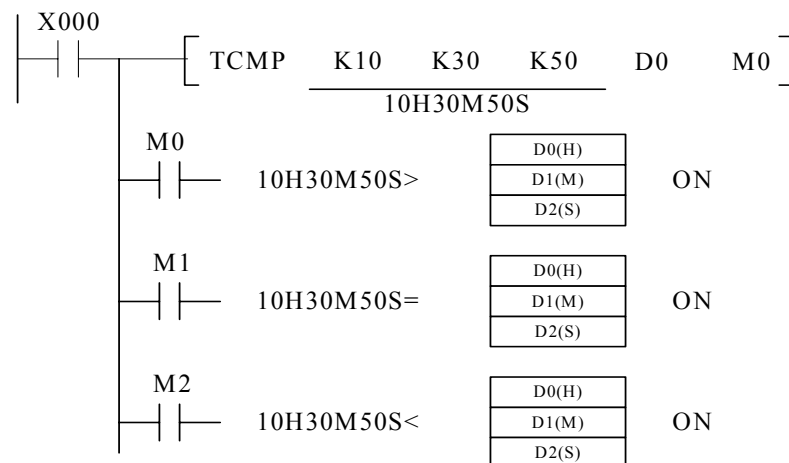 X000
TCMP K10 K30 K50 D0 M0
10H30M50S
M0
10H30M50S>
D0(H)
D1(M)
D2(S)
ON
M1
10H30M50S=
D0(H)
D1(M)
D2(S)
ON
M2
10H30M50S<
D0(H)
D1(M)
D2(S)
ON